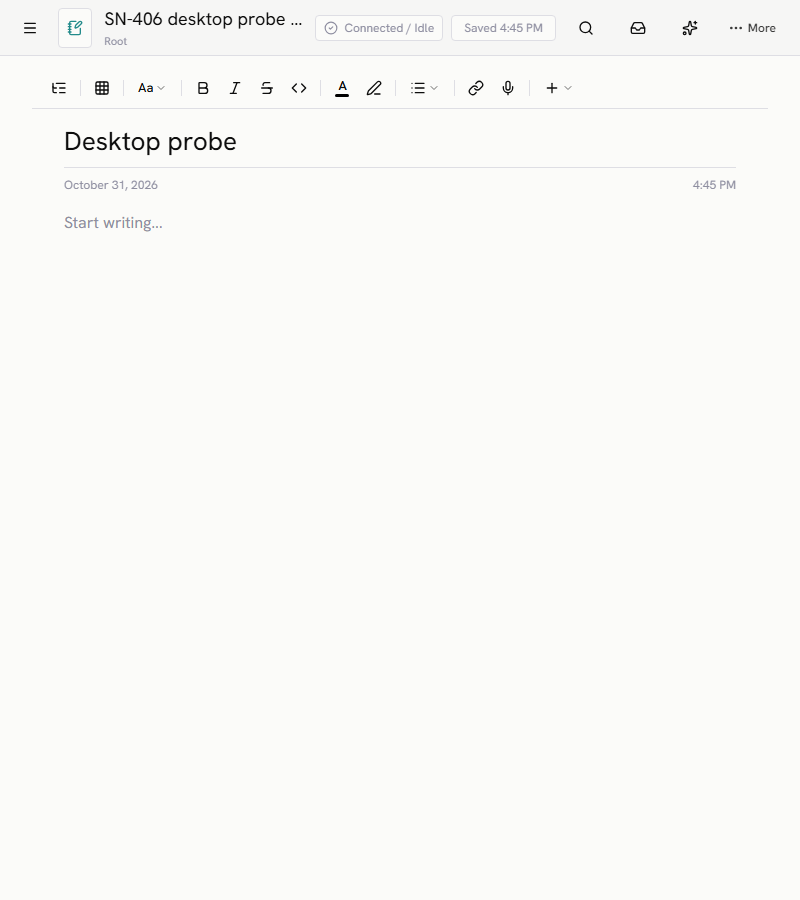 SN-406 desktop probe ...
Root
Connected / Idle
Saved 4:45 PM
More
Aa
B
I
S
A
Desktop probe
October 31, 2026
4:45 PM
Start writing...